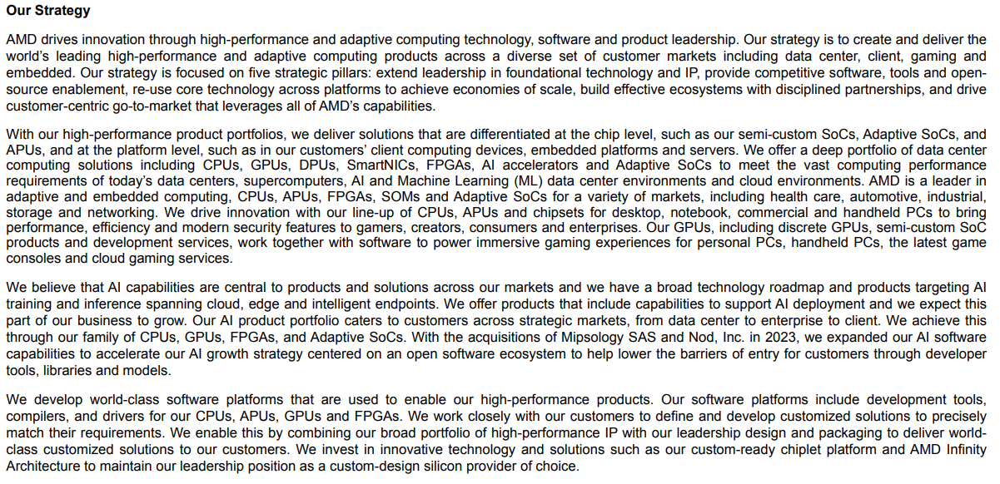 Our Strategy
AMD drives innovation through high-performance and adaptive computing technology, software and product leadership. Our strategy is to create and deliver the
world’s leading high-performance and adaptive computing products across a diverse set of customer markets including data center, client, gaming and
embedded. Our strategy is focused on five strategic pillars: extend leadership in foundational technology and IP, provide competitive software, tools and open-
source enablement, re-use core technology across platforms to achieve economies of scale, build effective ecosystems with disciplined partnerships, and drive
customer-centric go-to-market that leverages all of AMD’s capabilities.
With our high-performance product portfolios, we deliver solutions that are differentiated at the chip level, such as our semi-custom SoCs, Adaptive SoCs, and
APUs, and at the platform level, such as in our customers’ client computing devices, embedded platforms and servers. We offer a deep portfolio of data center
computing solutions including CPUs, GPUs, DPUs, SmartNICs, FPGAs, AI accelerators and Adaptive SoCs to meet the vast computing performance
requirements of today’s data centers, supercomputers, AI and Machine Learning (ML) data center environments and cloud environments. AMD is a leader in
adaptive and embedded computing, CPUs, APUs, FPGAs, SOMs and Adaptive SoCs for a variety of markets, including health care, automotive, industrial,
storage and networking. We drive innovation with our line-up of CPUs, APUs and chipsets for desktop, notebook, commercial and handheld PCs to bring
performance, efficiency and modern security features to gamers, creators, consumers and enterprises. Our GPUs, including discrete GPUs, semi-custom SoC
products and development services, work together with software to power immersive gaming experiences for personal PCs, handheld PCs, the latest game
consoles and cloud gaming services.
We believe that AI capabilities are central to products and solutions across our markets and we have a broad technology roadmap and products targeting AI
training and inference spanning cloud, edge and intelligent endpoints. We offer products that include capabilities to support AI deployment and we expect this
part of our business to grow. Our AI product portfolio caters to customers across strategic markets, from data center to enterprise to client. We achieve this
through our family of CPUs, GPUs, FPGAs, and Adaptive SoCs. With the acquisitions of Mipsology SAS and Nod, Inc. in 2023, we expanded our AI software
capabilities to accelerate our AI growth strategy centered on an open software ecosystem to help lower the barriers of entry for customers through developer
tools, libraries and models.
We develop world-class software platforms that are used to enable our high-performance products. Our software platforms include development tools,
compilers, and drivers for our CPUs, APUs, GPUs and FPGAs. We work closely with our customers to define and develop customized solutions to precisely
match their requirements. We enable this by combining our broad portfolio of high-performance IP with our leadership design and packaging to deliver world-
class customized solutions to our customers. We invest in innovative technology and solutions such as our custom-ready chiplet platform and AMD Infinity
Architecture to maintain our leadership position as a custom-design silicon provider of choice.